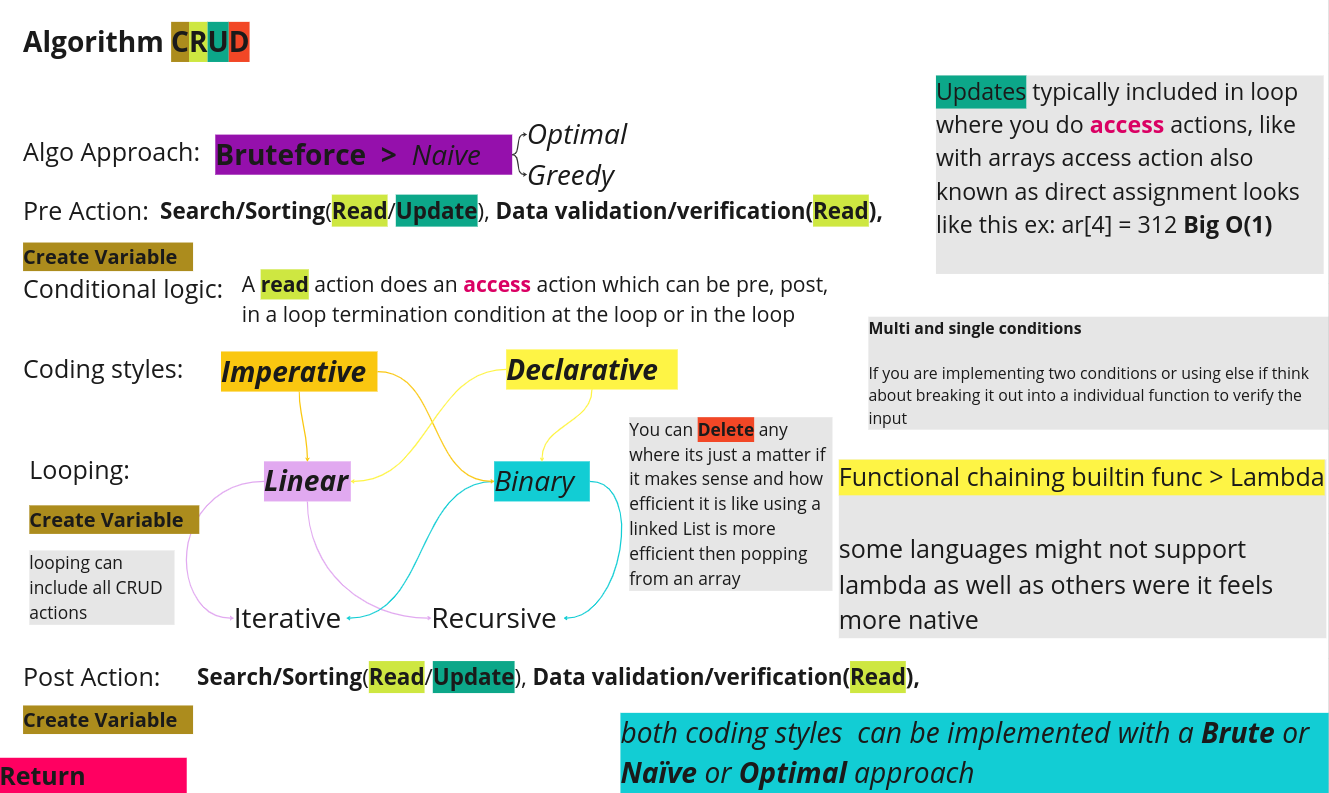 Algorithm CRUD
Updates typically included in loop
where you do access actions, like
with arrays access action also
known as direct assignment looks
like this ex: ar[4] = 312 Big O(1)
Algo Approach: Bruteforce > Naive
Optimal
Greedy
Pre Action: Search/Sorting(Read/Update), Data validation/verification(Read),
Create Variable
Conditional logic:
A read action does an access action which can be pre, post,
in a loop termination condition at the loop or in the loop
Multi and single conditions
If you are implementing two conditions or using else if think
about breaking it out into a individual function to verify the
input
Coding styles:
Imperative
Declarative
Looping:
Linear
Binary
You can Delete any
where its just a matter if
it makes sense and how
efficient it is like using a
linked List is more
efficient then popping
from an array
Functional chaining builtin func > Lambda
some languages might not support
lambda as well as others were it feels
more native
Create Variable
looping can
include all CRUD
actions
Iterative
Recursive
Post Action: Search/Sorting(Read/Update), Data validation/verification(Read),
Create Variable
both coding styles can be implemented with a Brute or
Naïve or Optimal approach
Return